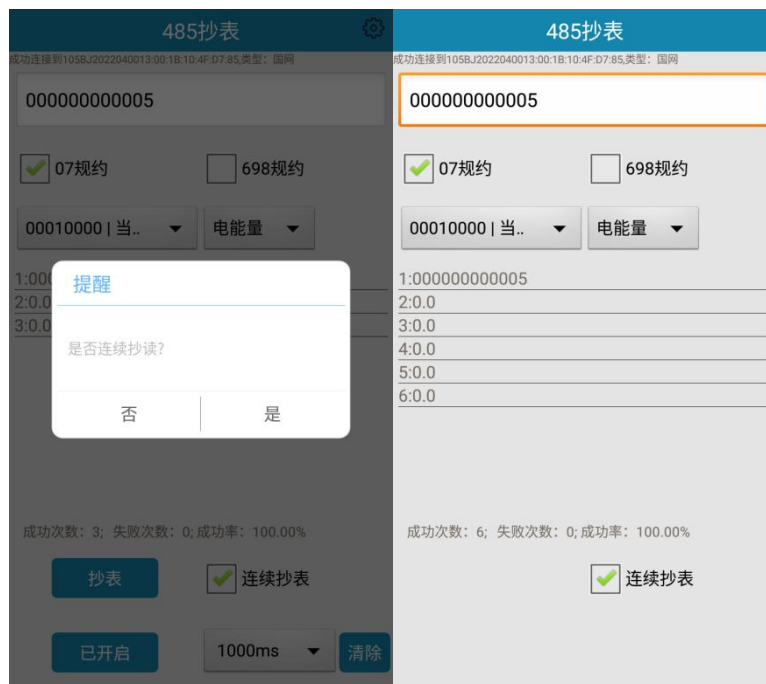 485抄表
成功连接到105BJ2022040013:00:1B:10:4F:D7:85,类型：国网
000000000005
07规约
698规约
00010000 | 当..
电能量
1:000
2:0.0
3:0.0
提醒
是否连续抄读?
否
是
成功次数：3; 失败次数：0; 成功率：100.00%
抄表
连续抄表
已开启
1000ms
清除
485抄表
成功连接到105BJ2022040013:00:1B:10:4F:D7:85,类型：国网
000000000005
07规约
698规约
00010000 | 当..
电能量
1:000000000005
2:0.0
3:0.0
4:0.0
5:0.0
6:0.0
成功次数：6; 失败次数：0; 成功率：100.00%
连续抄表